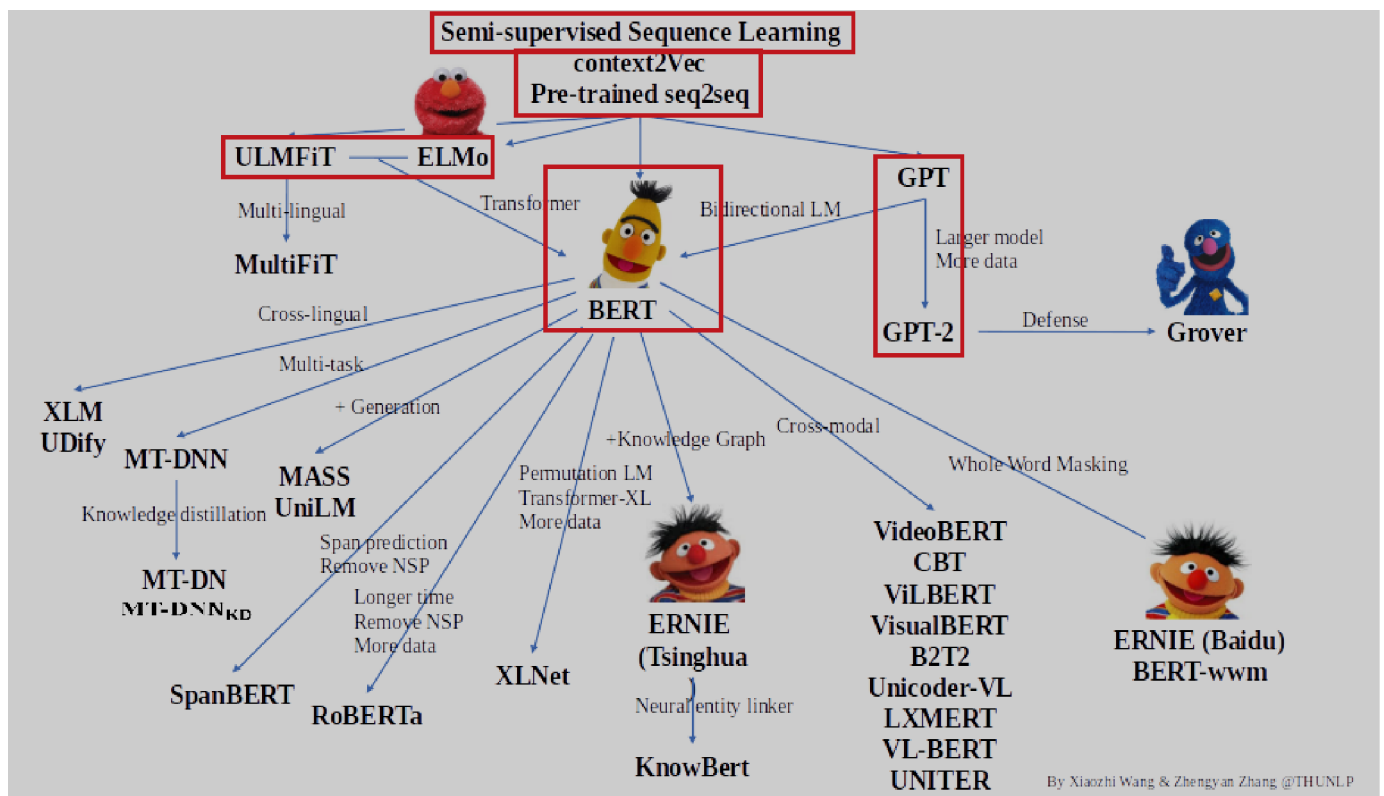 Semi-supervised Sequence Learning
context2Vec
Pre-trained seq2seq
ULMFiT
ELMo
GPT
Multi-lingual
Transformer
Bidirectional LM
Larger model
More data
MultiFiT
BERT
GPT-2
Defense
Grover
Cross-lingual
Multi-task
+ Generation
XLM
UDify
MT-DNN
MASS
UniLM
Knowledge distillation
MT-DN
MT-DNN KD
Span prediction
Remove NSP
Longer time
Remove NSP
More data
Permutation LM
Transformer-XL
More data
+Knowledge Graph
Cross-modal
Whole Word Masking
SpanBERT
RoBERTa
XLNet
ERNIE
(Tsinghua
)
Neural entity linker
KnowBert
VideoBERT
CBT
ViLBERT
VisualBERT
B2T2
Unicoder-VL
LXMERT
VL-BERT
UNITER
ERNIE (Baidu)
BERT-wwm
By Xiaozhi Wang & Zhengyan Zhang @THUNLP